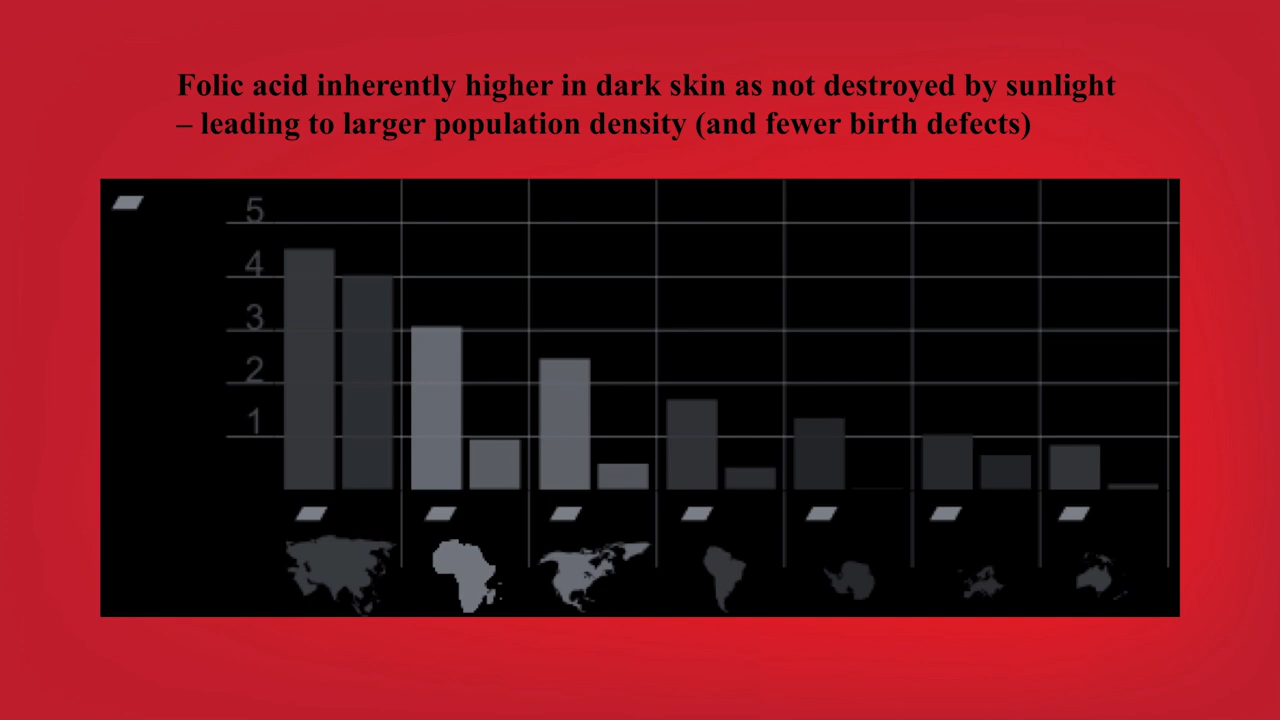 Folic acid inherently higher in dark skin as not destroyed by sunlight
– leading to larger population density (and fewer birth defects)
5
4
3
2
1